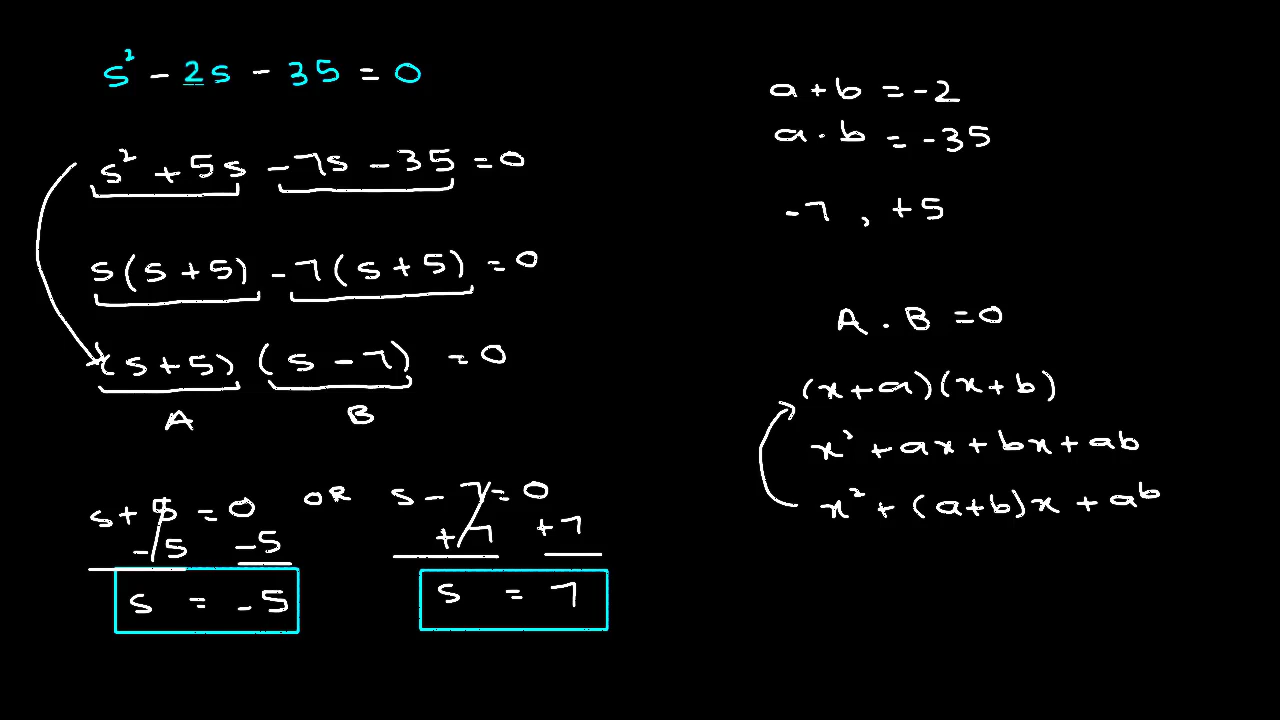 s² - 2s - 35 = 0
s² + 5s - 7s - 35 = 0
s(s + 5) - 7(s + 5) = 0
(s + 5) (s - 7) = 0
A B
s + 5 = 0 OR s - 7 = 0
- 5 - 5 + 7 + 7
s = - 5 s = 7
a + b = - 2
a · b = - 35
- 7 , + 5
A . B = 0
(x + a)(x + b)
x² + ax + bx + ab
x² + (a + b)x + ab